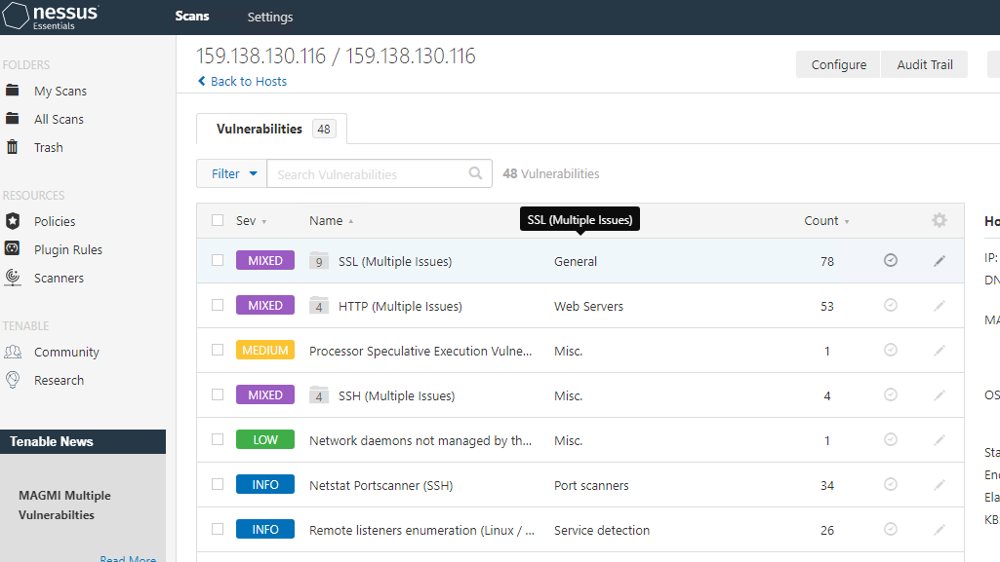 nessus Essentials
Scans Settings
FOLDERS
My Scans
All Scans
Trash
RESOURCES
Policies
Plugin Rules
Scanners
TENABLE
Community
Research
Tenable News
MAGMI Multiple
Vulnerabilties
Read More
159.138.130.116 / 159.138.130.116
Back to Hosts
Configure Audit Trail
Vulnerabilities 48
Filter Search Vulnerabilities 48 Vulnerabilities
SSL (Multiple Issues)
Sev Name Count
MIXED 9 SSL (Multiple Issues) General 78
MIXED 4 HTTP (Multiple Issues) Web Servers 53
MEDIUM Processor Speculative Execution Vulne... Misc. 1
MIXED 4 SSH (Multiple Issues) Misc. 4
LOW Network daemons not managed by th... Misc. 1
INFO Netstat Portscanner (SSH) Port scanners 34
INFO Remote listeners enumeration (Linux / ... Service detection 26
Ho
IP:
DN
MA
OS
Sta
End
Ela
KB